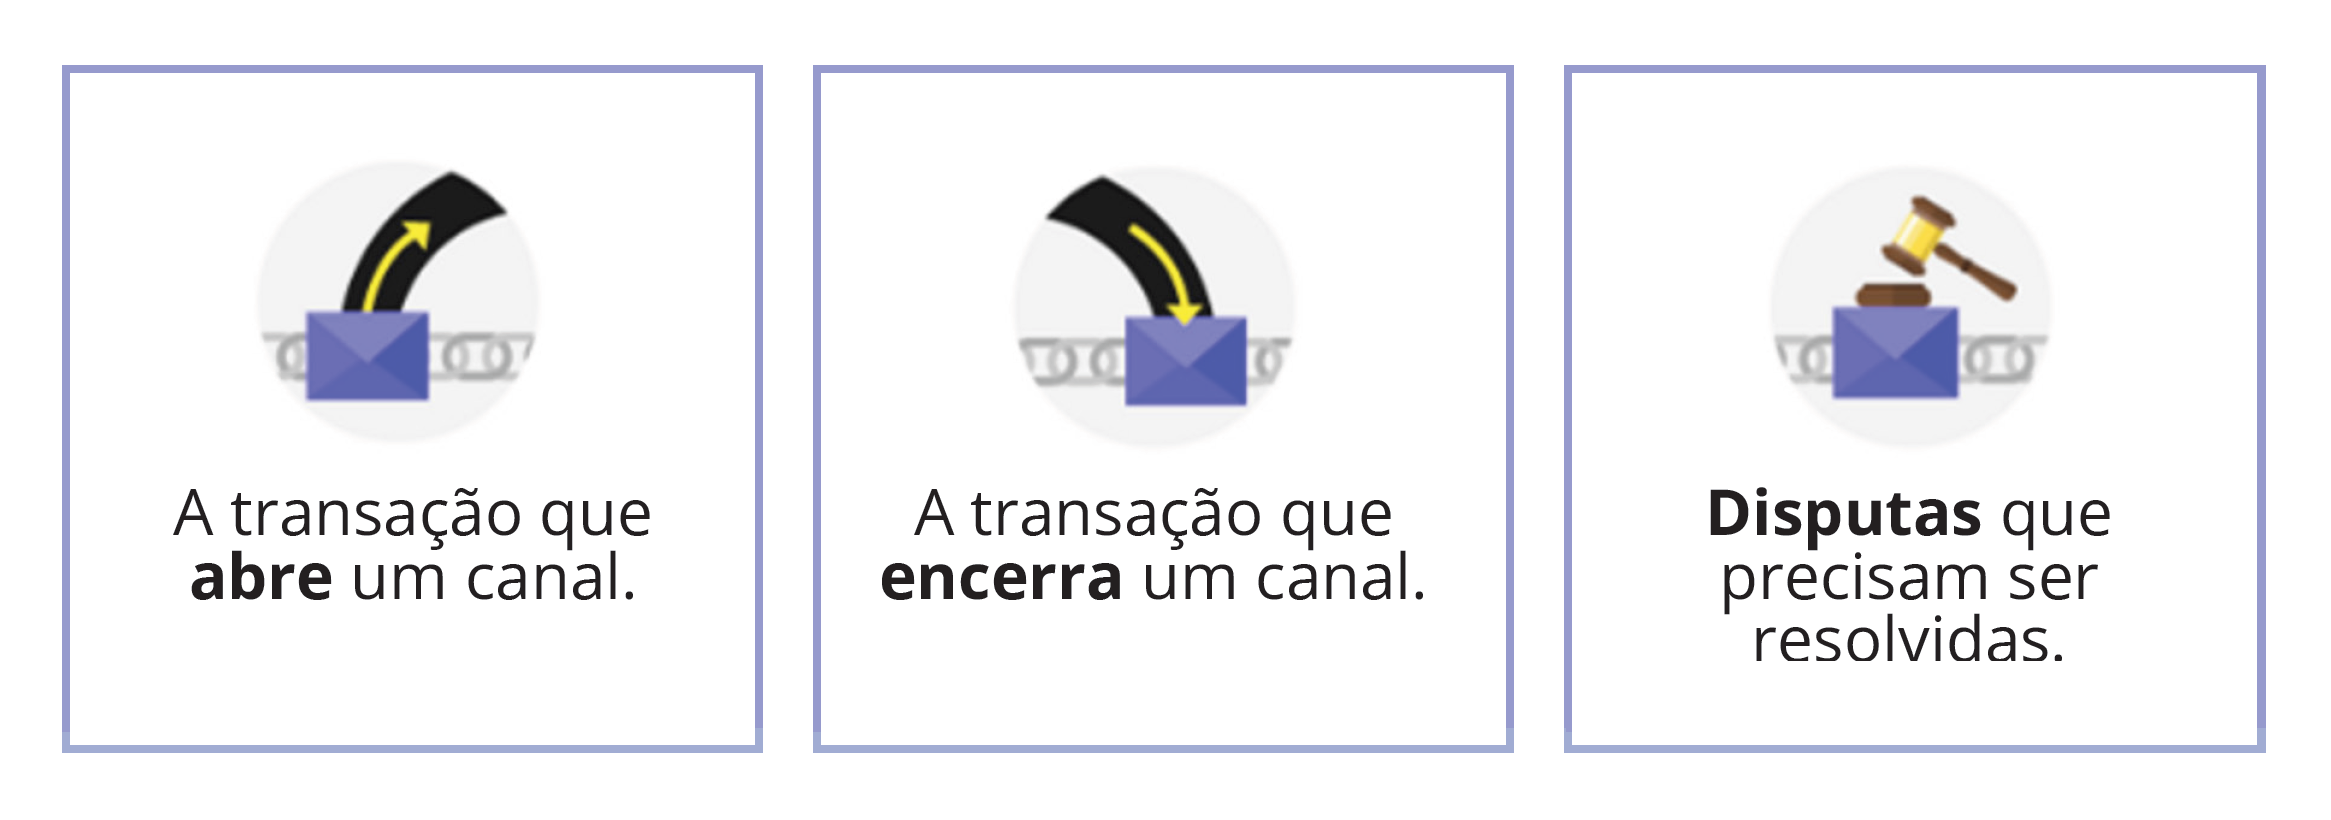 A transação que
abre um canal.
A transação que
encerra um canal.
Disputas que
precisam ser
resolvidas.